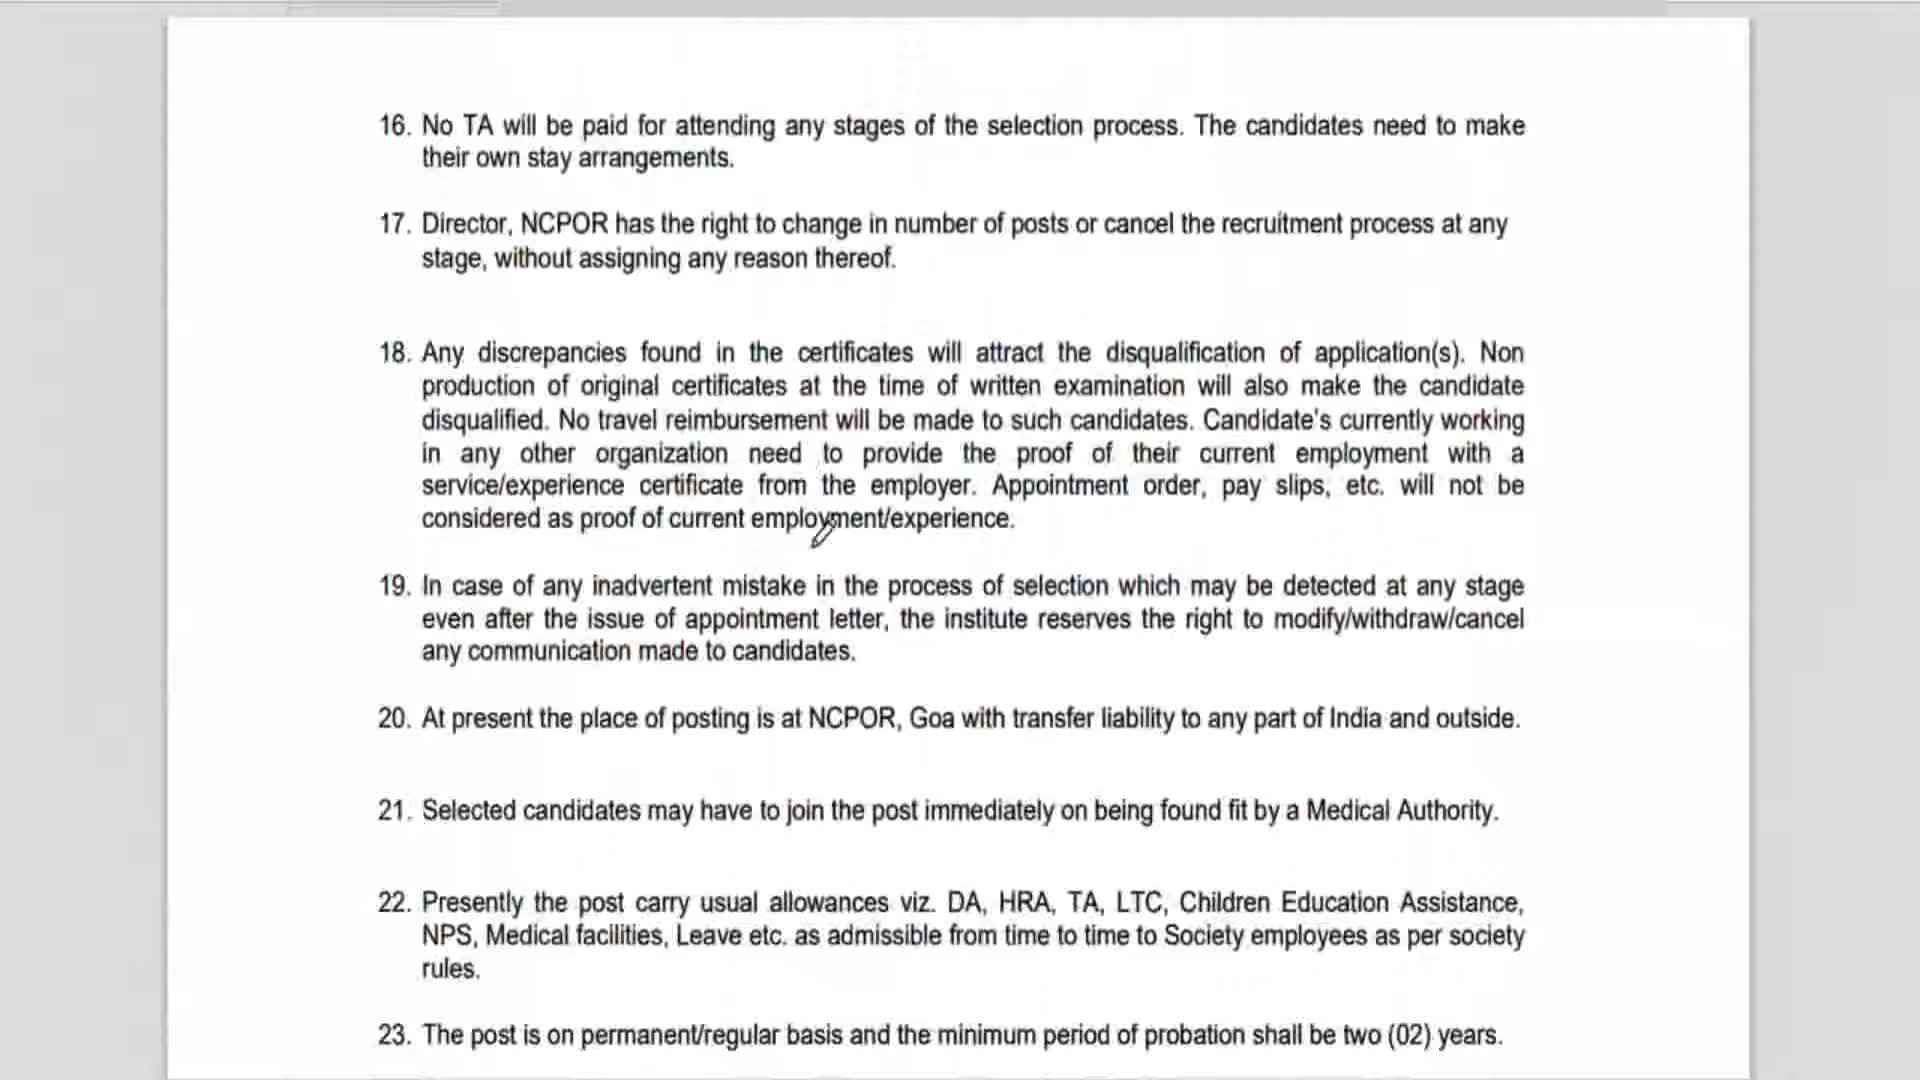 16. No TA will be paid for attending any stages of the selection process. The candidates need to make
their own stay arrangements.
17. Director, NCPOR has the right to change in number of posts or cancel the recruitment process at any
stage, without assigning any reason thereof.
18. Any discrepancies found in the certificates will attract the disqualification of application(s). Non
production of original certificates at the time of written examination will also make the candidate
disqualified. No travel reimbursement will be made to such candidates. Candidate's currently working
in any other organization need to provide the proof of their current employment with a
service/experience certificate from the employer. Appointment order, pay slips, etc. will not be
considered as proof of current employment/experience.
19. In case of any inadvertent mistake in the process of selection which may be detected at any stage
even after the issue of appointment letter, the institute reserves the right to modify/withdraw/cancel
any communication made to candidates.
20. At present the place of posting is at NCPOR, Goa with transfer liability to any part of India and outside.
21. Selected candidates may have to join the post immediately on being found fit by a Medical Authority.
22. Presently the post carry usual allowances viz. DA, HRA, TA, LTC, Children Education Assistance,
NPS, Medical facilities, Leave etc. as admissible from time to time to Society employees as per society
rules.
23. The post is on permanent/regular basis and the minimum period of probation shall be two (02) years.